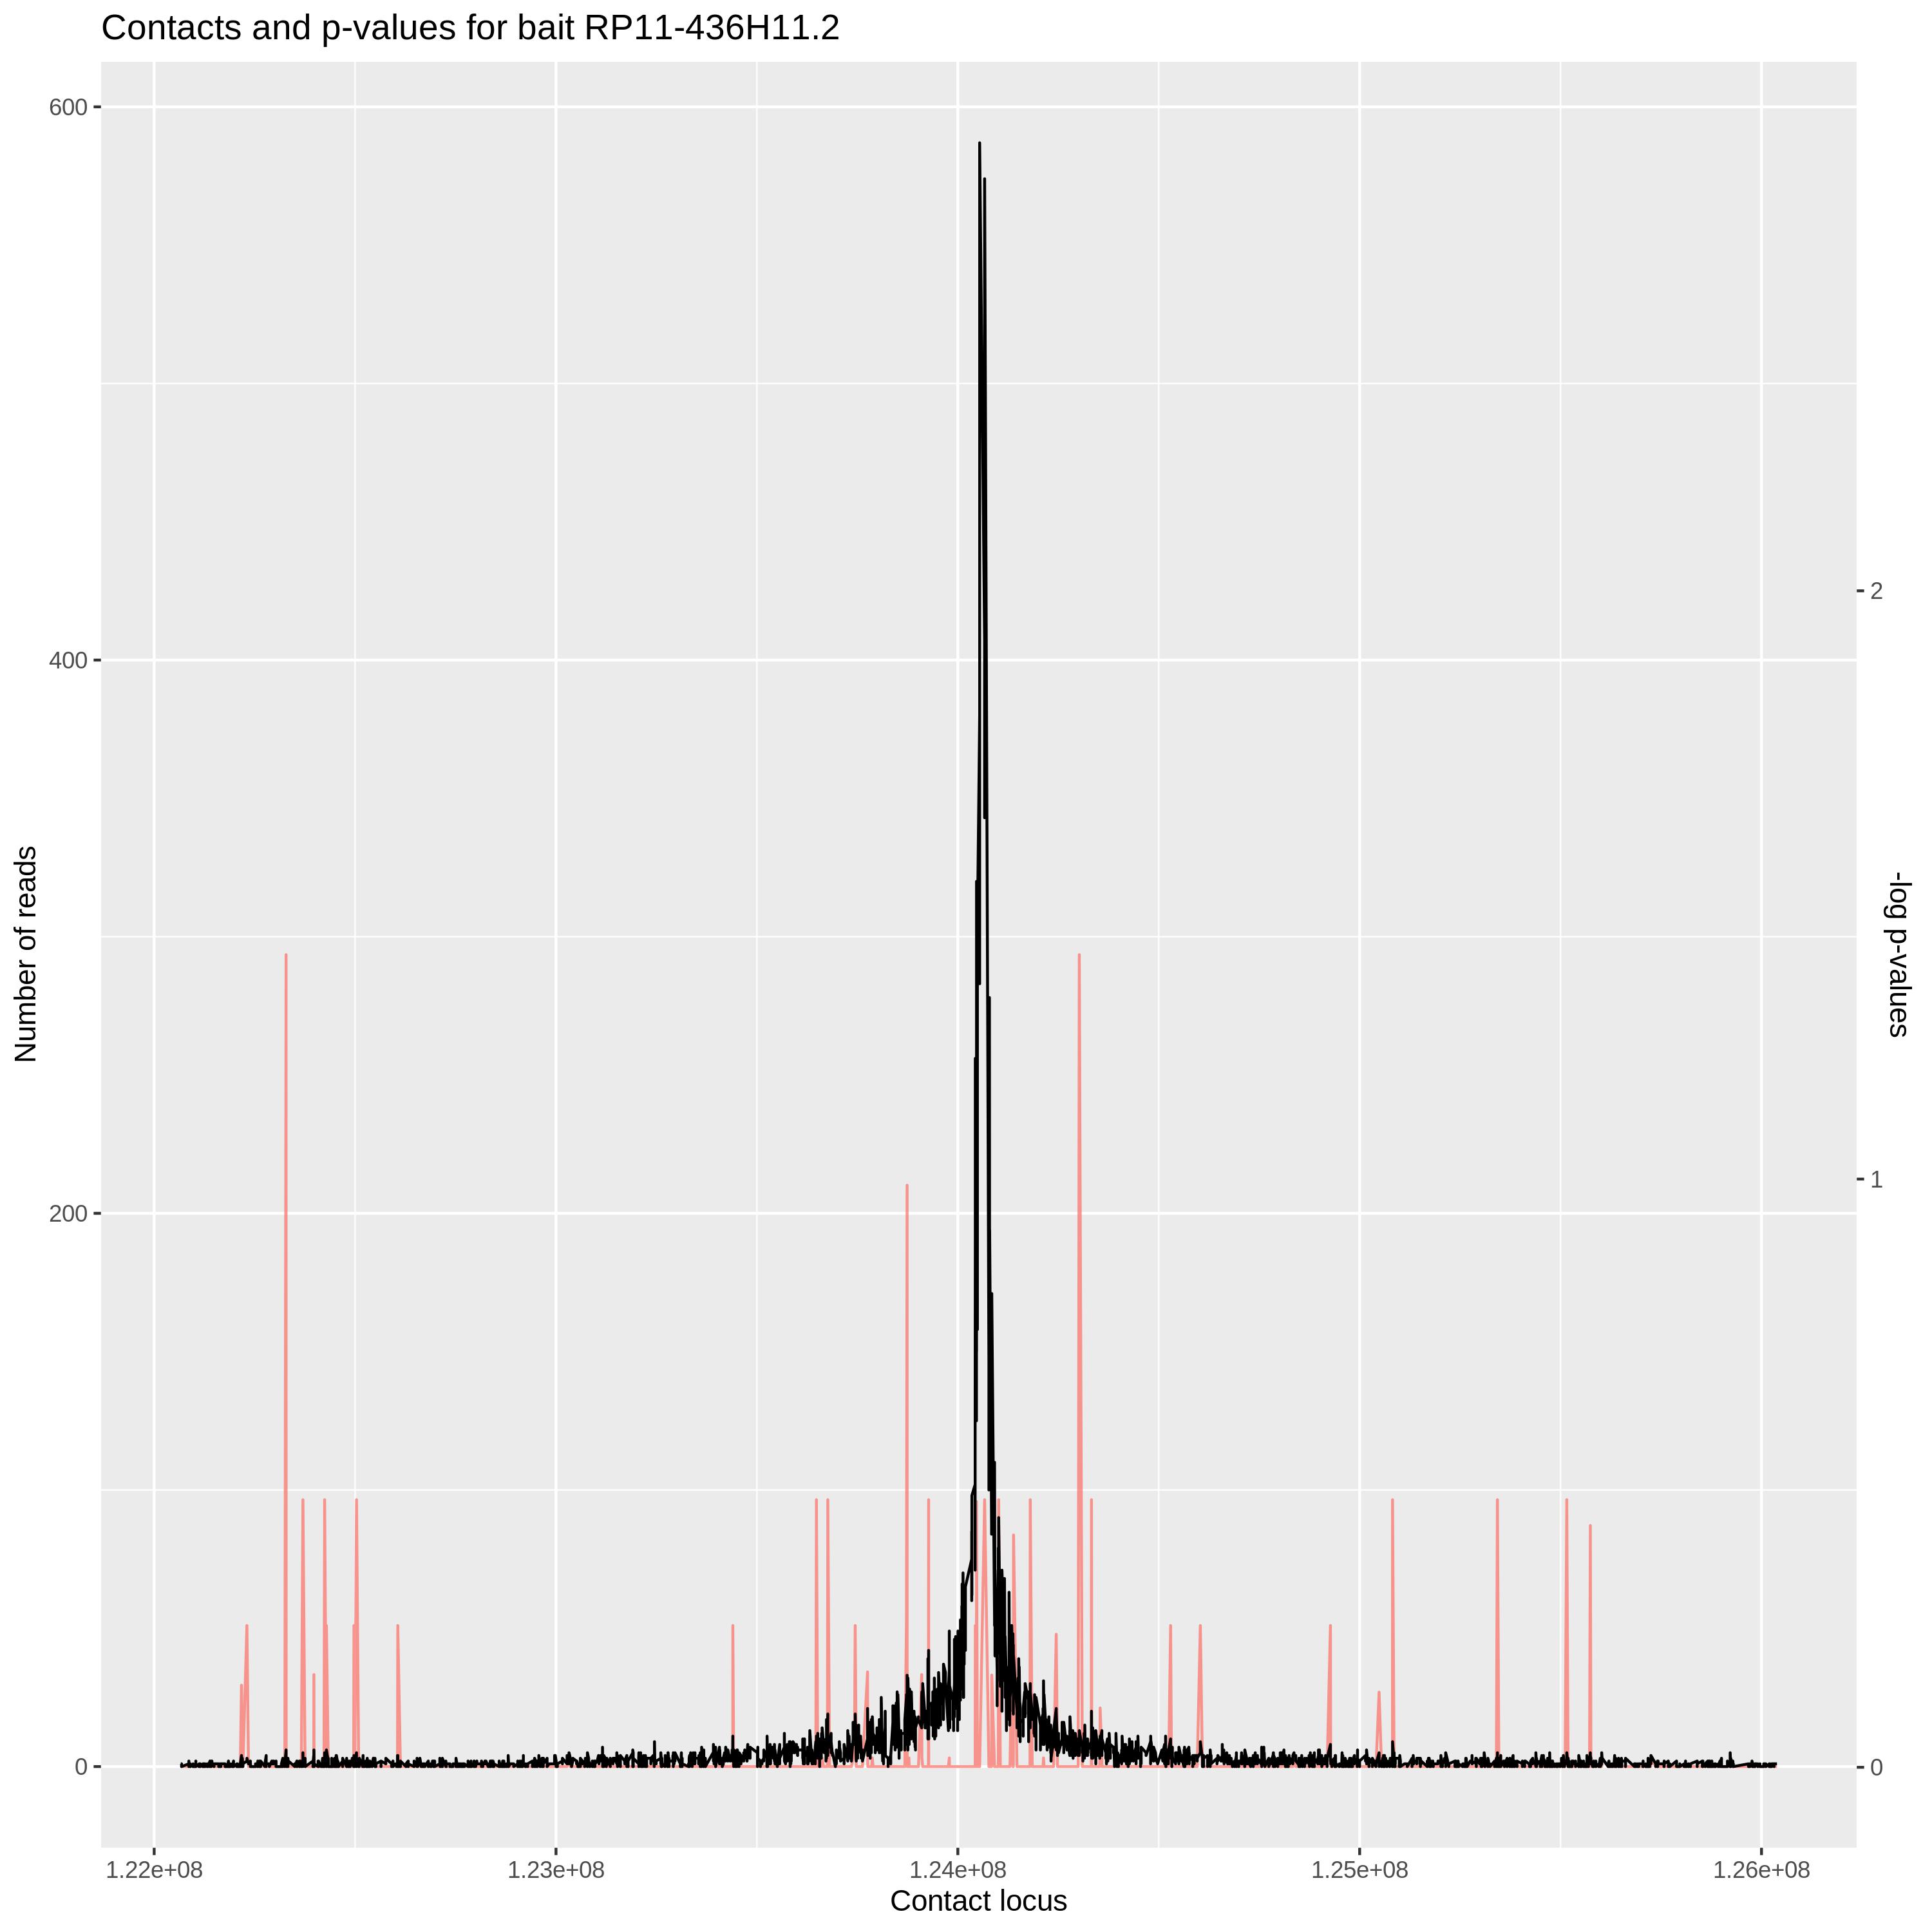 Contacts and p-values for bait RP11-436H11.2
600
400
200
0
Number of reads
2
1
0
-log p-values
1.22e+08
1.23e+08
1.24e+08
1.25e+08
1.26e+08
Contact locus